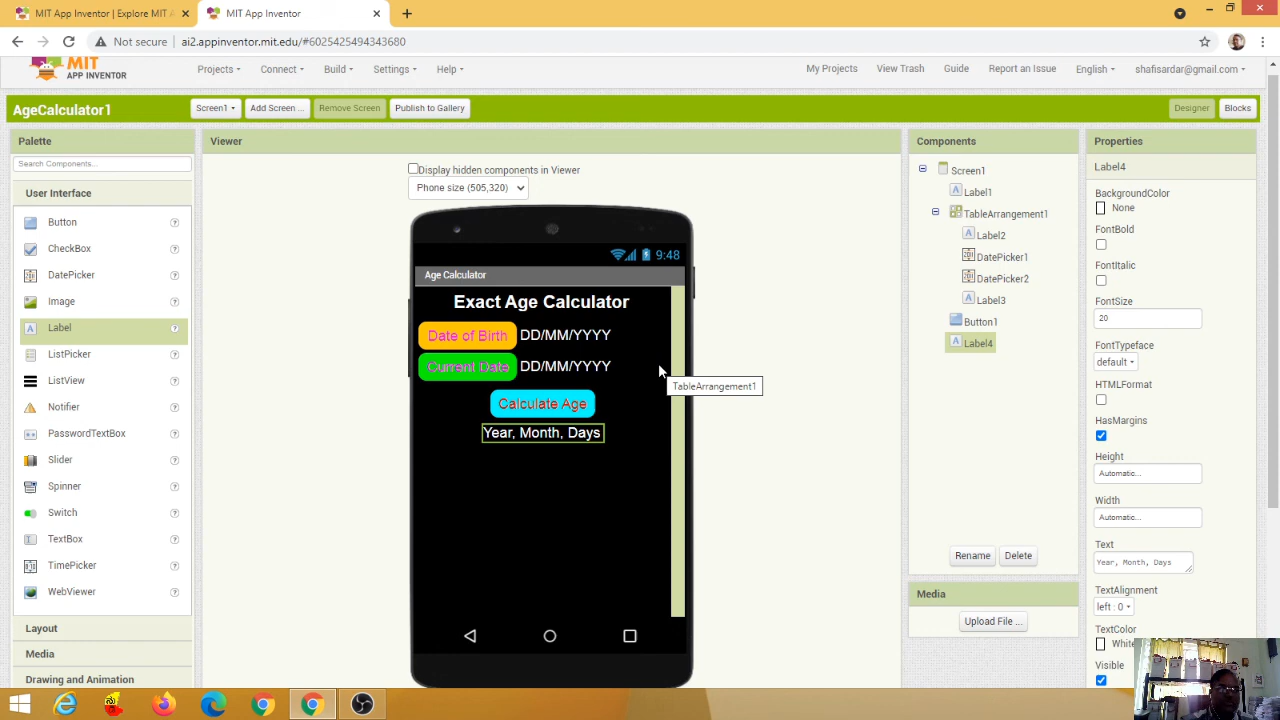 MIT App Inventor | Explore MIT A
MIT App Inventor
Not secure
ai2.appinventor.mit.edu/#6025425494343680
MIT
APP INVENTOR
Projects
Connect
Build
Settings
Help
My Projects
View Trash
Guide
Report an Issue
English
shafisardar@gmail.com
AgeCalculator1
Screen1
Add Screen ...
Remove Screen
Publish to Gallery
Designer
Blocks
Palette
Search Components...
User Interface
Button
CheckBox
DatePicker
Image
Label
ListPicker
ListView
Notifier
PasswordTextBox
Slider
Spinner
Switch
TextBox
TimePicker
WebViewer
Layout
Media
Drawing and Animation
Viewer
Display hidden components in Viewer
Phone size (505,320)
9:48
Age Calculator
Exact Age Calculator
Date of Birth DD/MM/YYYY
Current Date DD/MM/YYYY
Calculate Age
Year, Month, Days
TableArrangement1
Components
Screen1
Label1
TableArrangement1
Label2
DatePicker1
DatePicker2
Label3
Button1
Label4
Rename
Delete
Media
Upload File ...
Properties
Label4
BackgroundColor
None
FontBold
FontItalic
FontSize
20
FontTypeface
default
HTMLFormat
HasMargins
Height
Automatic...
Width
Automatic...
Text
Year, Month, Days
TextAlignment
left : 0
TextColor
Visible